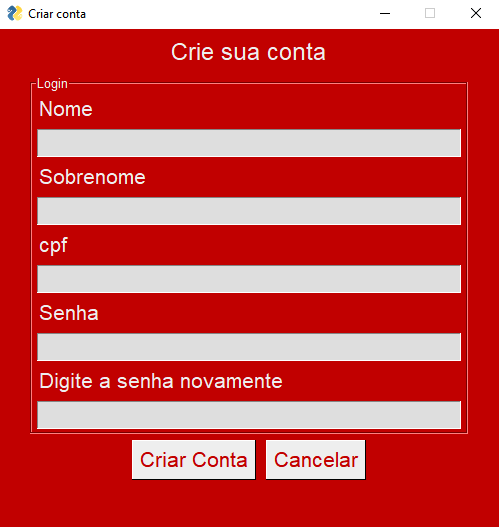 Criar conta
Crie sua conta
Login
Nome
Sobrenome
cpf
Senha
Digite a senha novamente
Criar Conta Cancelar